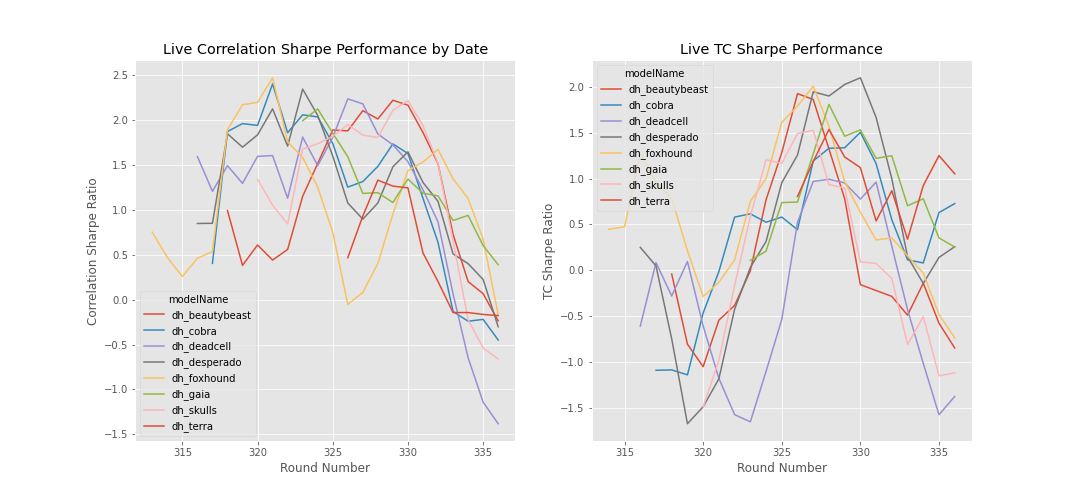 Live Correlation Sharpe Performance by Date
Correlation Sharpe Ratio
2.5
2.0
1.5
1.0
0.5
0.0
−0.5
−1.0
−1.5
modelName
dh_beautybeast
dh_cobra
dh_deadcell
dh_desperado
dh_foxhound
dh_gaia
dh_skulls
dh_terra
315
320
325
330
335
Round Number
Live TC Sharpe Performance
TC Sharpe Ratio
2.0
1.5
1.0
0.5
0.0
−0.5
−1.0
−1.5
modelName
dh_beautybeast
dh_cobra
dh_deadcell
dh_desperado
dh_foxhound
dh_gaia
dh_skulls
dh_terra
315
320
325
330
335
Round Number